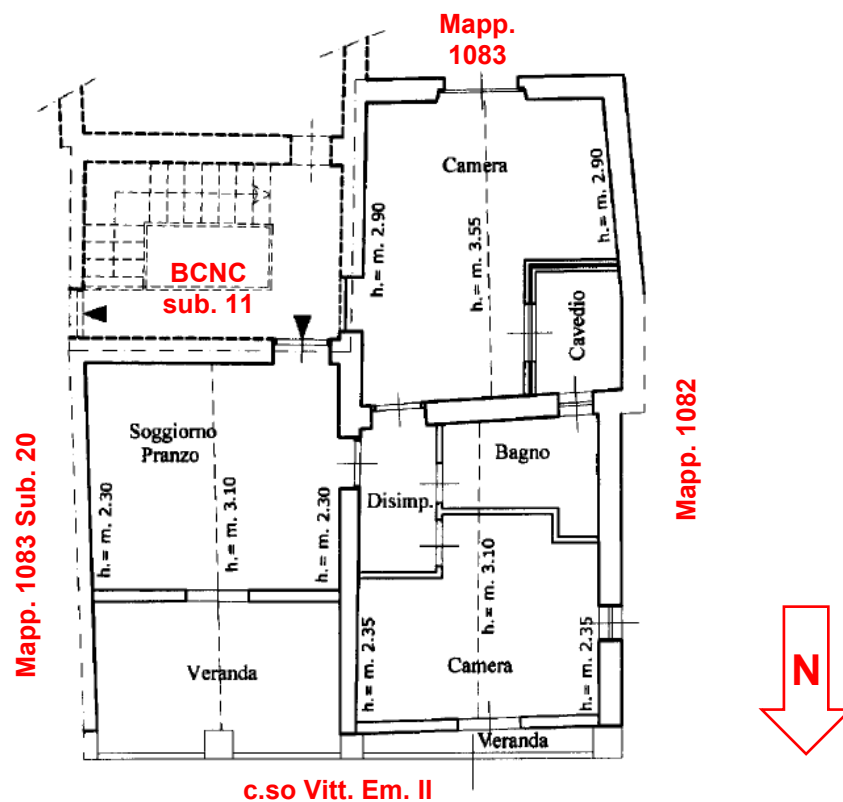 Mapp.
1083
Camera
h.= m. 2.90
h.= m. 3.55
h.= m. 2.90
BCNC
sub. 11
Cavedio
Soggiorno
Pranzo
Bagno
Disimp.
Mapp. 1083 Sub. 20
h.= m. 2.30
h.= m. 3.10
h.= m. 2.30
Mapp. 1082
h.= m. 3.10
h.= m. 2.35
h.= m. 2.35
Camera
Veranda
N
Veranda
c.so Vitt. Em. II